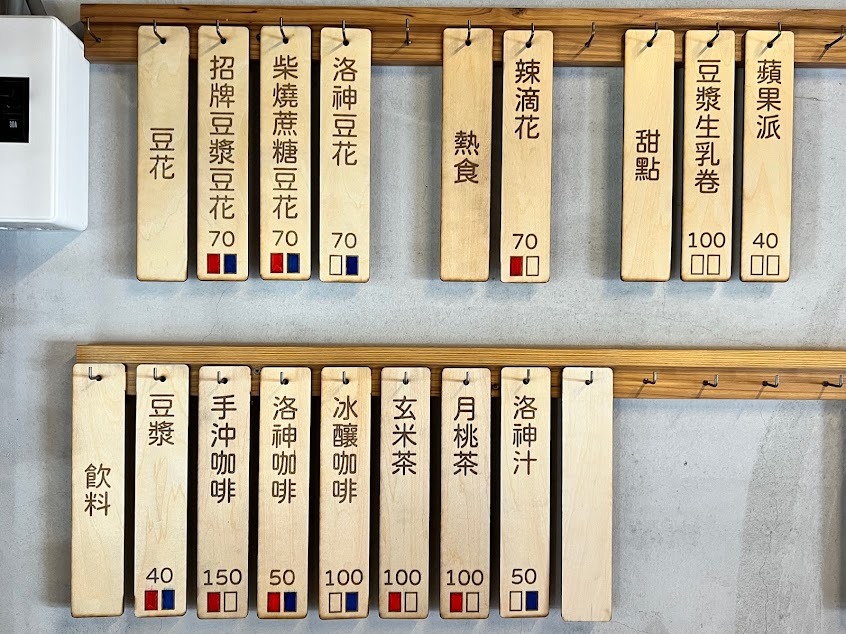 豆花
招牌豆漿豆花
70
柴燒蔗糖豆花
70
洛神豆花
70
熱食
辣滴花
70
甜點
豆漿生乳卷
100
蘋果派
40
飲料
豆漿
40
手沖咖啡
150
洛神咖啡
50
冰釀咖啡
100
玄米茶
100
月桃茶
100
洛神汁
50